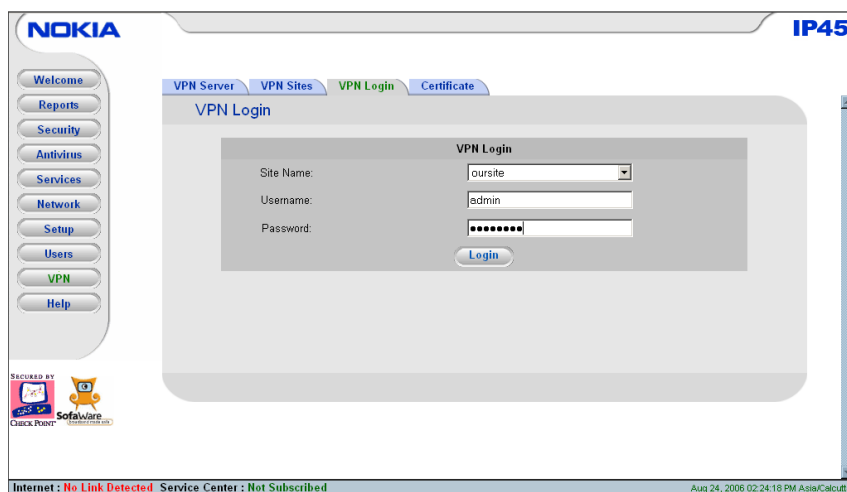 NOKIA
IP45
Welcome
Reports
Security
Antivirus
Services
Network
Setup
Users
VPN
Help
VPN Server
VPN Sites
VPN Login
Certificate
VPN Login
VPN Login
Site Name:
oursite
Username:
admin
Password:
••••••••
Login
SECURED BY
CHECK POINT
SofaWare
Internet : No Link Detected Service Center : Not Subscribed
Aug 24, 2006 02:24:18 PM Asia/Calcutt